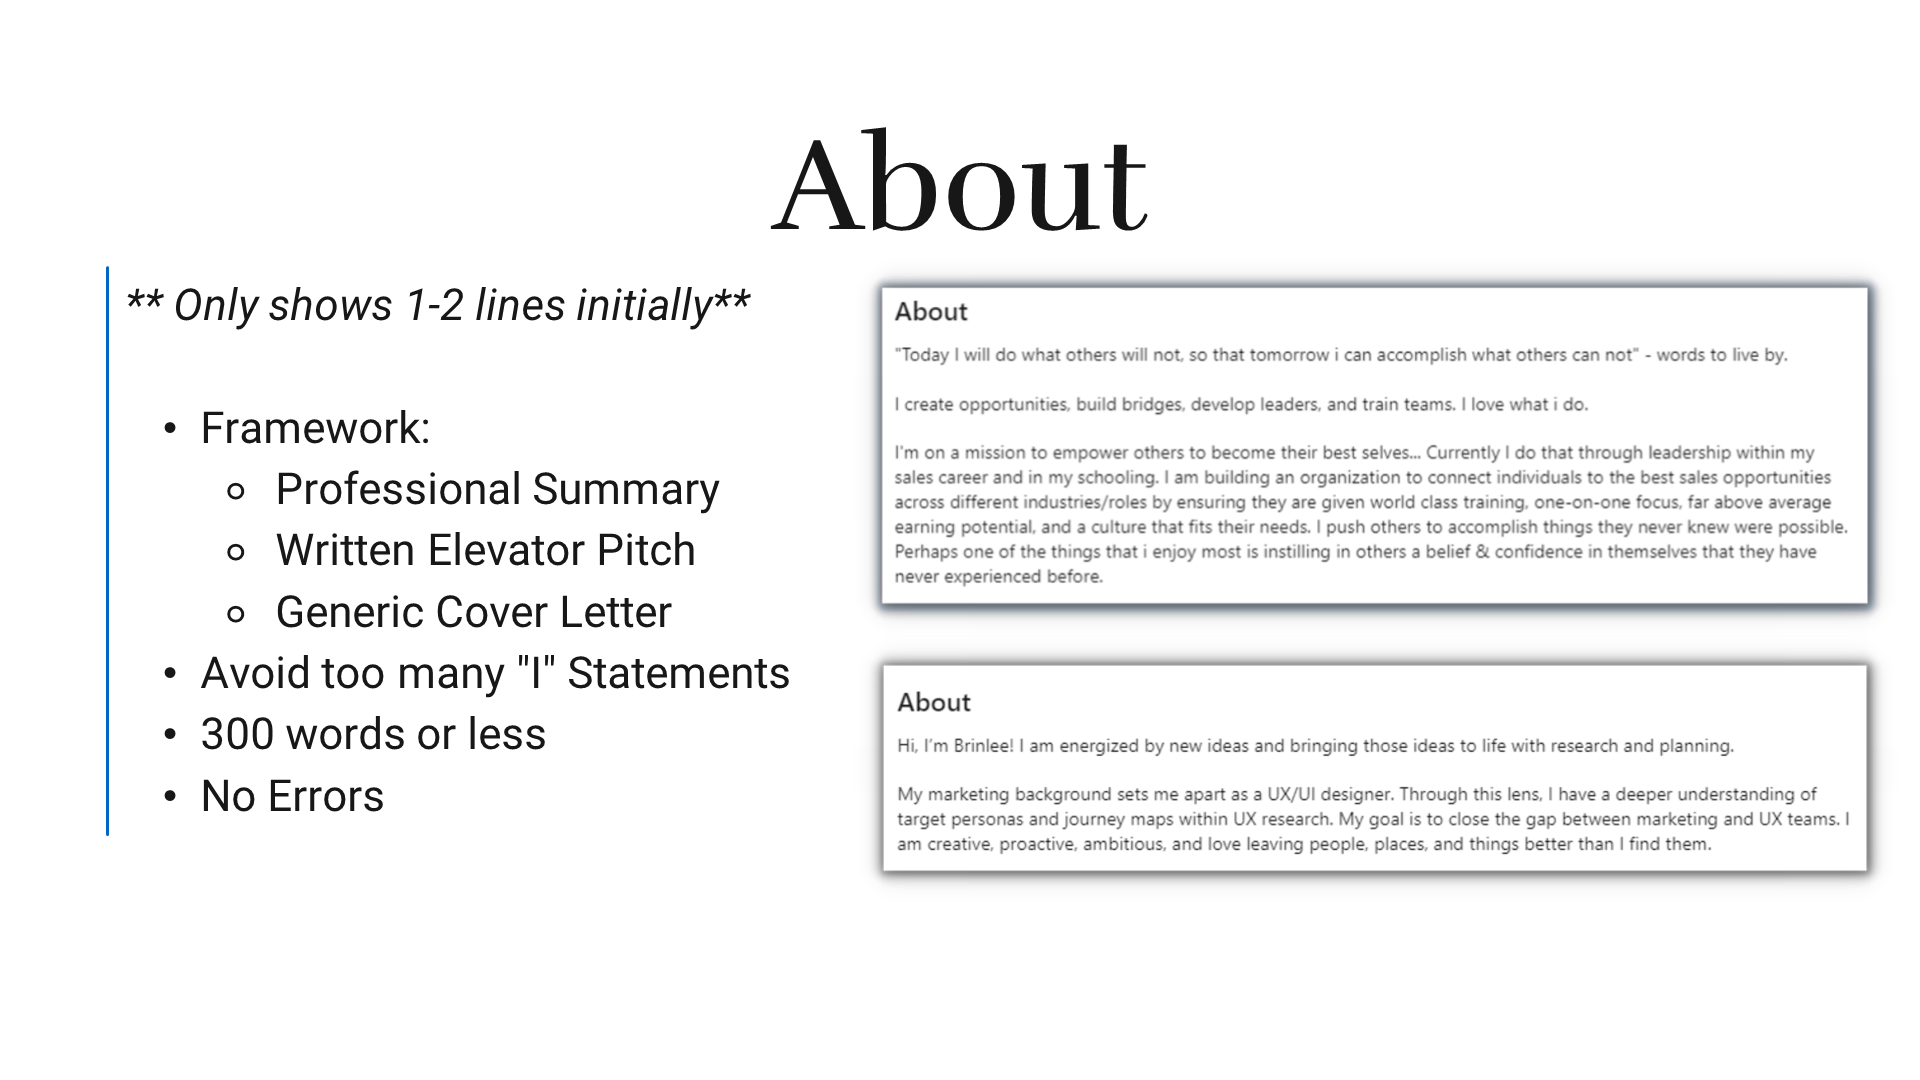 About
** Only shows 1-2 lines initially**
• Framework:
○ Professional Summary
○ Written Elevator Pitch
○ Generic Cover Letter
• Avoid too many "I" Statements
• 300 words or less
• No Errors
About
"Today I will do what others will not, so that tomorrow i can accomplish what others can not" - words to live by.
I create opportunities, build bridges, develop leaders, and train teams. I love what i do.
I'm on a mission to empower others to become their best selves... Currently I do that through leadership within my
sales career and in my schooling. I am building an organization to connect individuals to the best sales opportunities
across different industries/roles by ensuring they are given world class training, one-on-one focus, far above average
earning potential, and a culture that fits their needs. I push others to accomplish things they never knew were possible.
Perhaps one of the things that i enjoy most is instilling in others a belief & confidence in themselves that they have
never experienced before.
About
Hi, I'm Brinlee! I am energized by new ideas and bringing those ideas to life with research and planning.
My marketing background sets me apart as a UX/UI designer. Through this lens, I have a deeper understanding of
target personas and journey maps within UX research. My goal is to close the gap between marketing and UX teams. I
am creative, proactive, ambitious, and love leaving people, places, and things better than I find them.